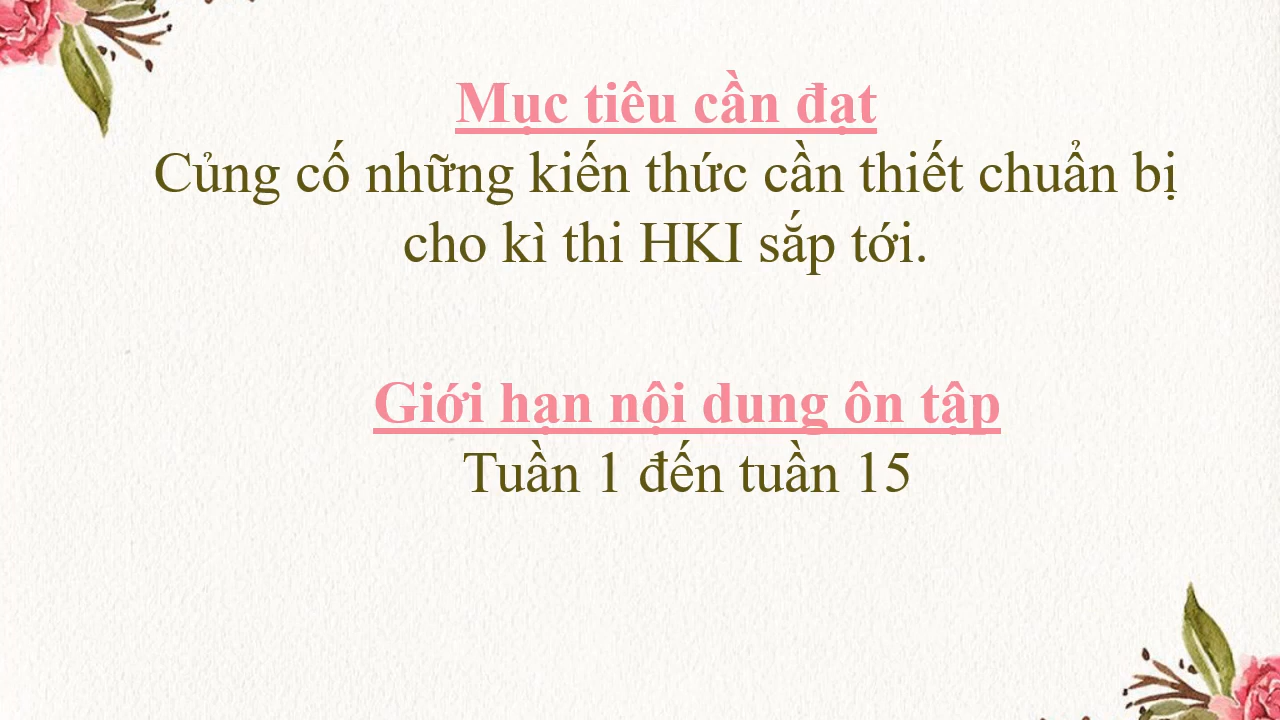 Mục tiêu cần đạt
Củng cố những kiến thức cần thiết chuẩn bị
cho kì thi HKI sắp tới.
Giới hạn nội dung ôn tập
Tuần 1 đến tuần 15